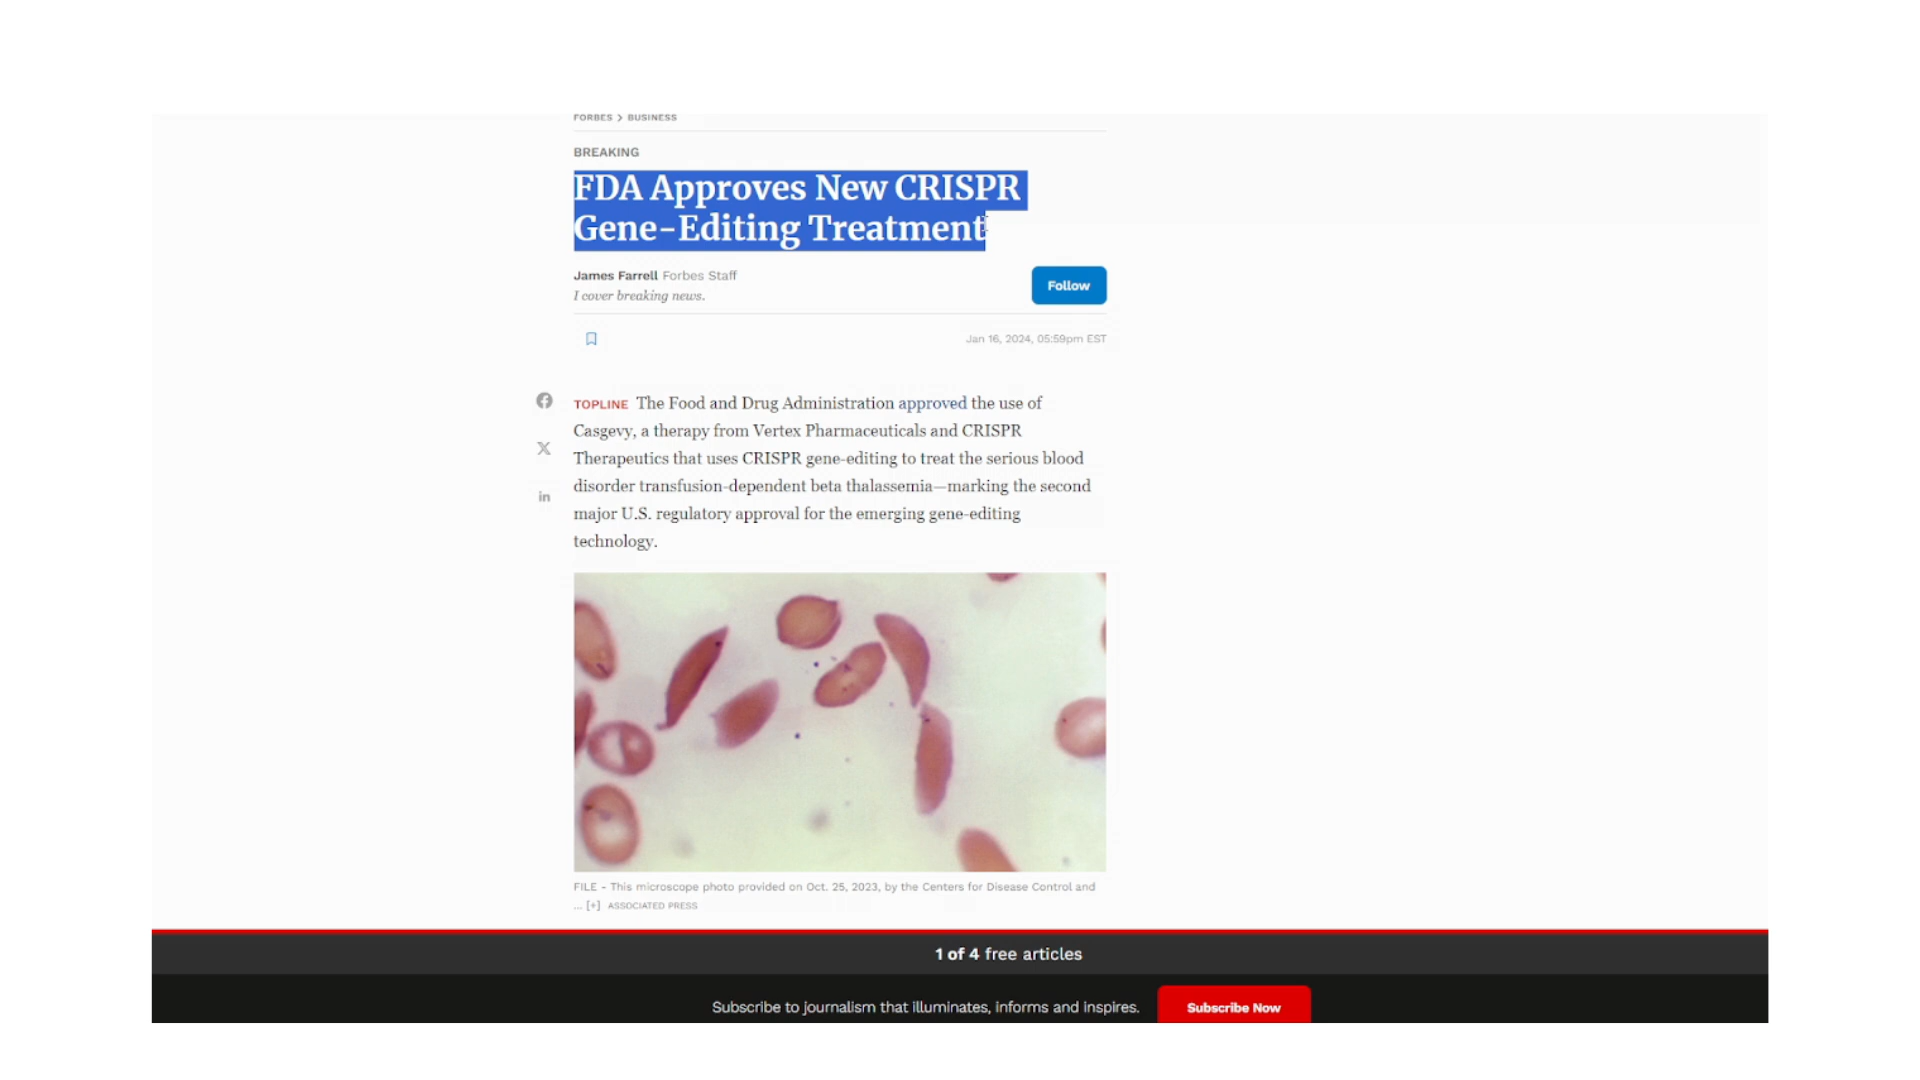 FORBES > BUSINESS
BREAKING
FDA Approves New CRISPR
Gene-Editing Treatment
James Farrell Forbes Staff
I cover breaking news.
Follow
Jan 16, 2024, 05:59pm EST
TOPLINE The Food and Drug Administration approved the use of
Casgevy, a therapy from Vertex Pharmaceuticals and CRISPR
Therapeutics that uses CRISPR gene-editing to treat the serious blood
disorder transfusion-dependent beta thalassemia—marking the second
major U.S. regulatory approval for the emerging gene-editing
technology.
FILE - This microscope photo provided on Oct. 25, 2023, by the Centers for Disease Control and
... [+] ASSOCIATED PRESS
1 of 4 free articles
Subscribe to journalism that illuminates, informs and inspires.
Subscribe Now